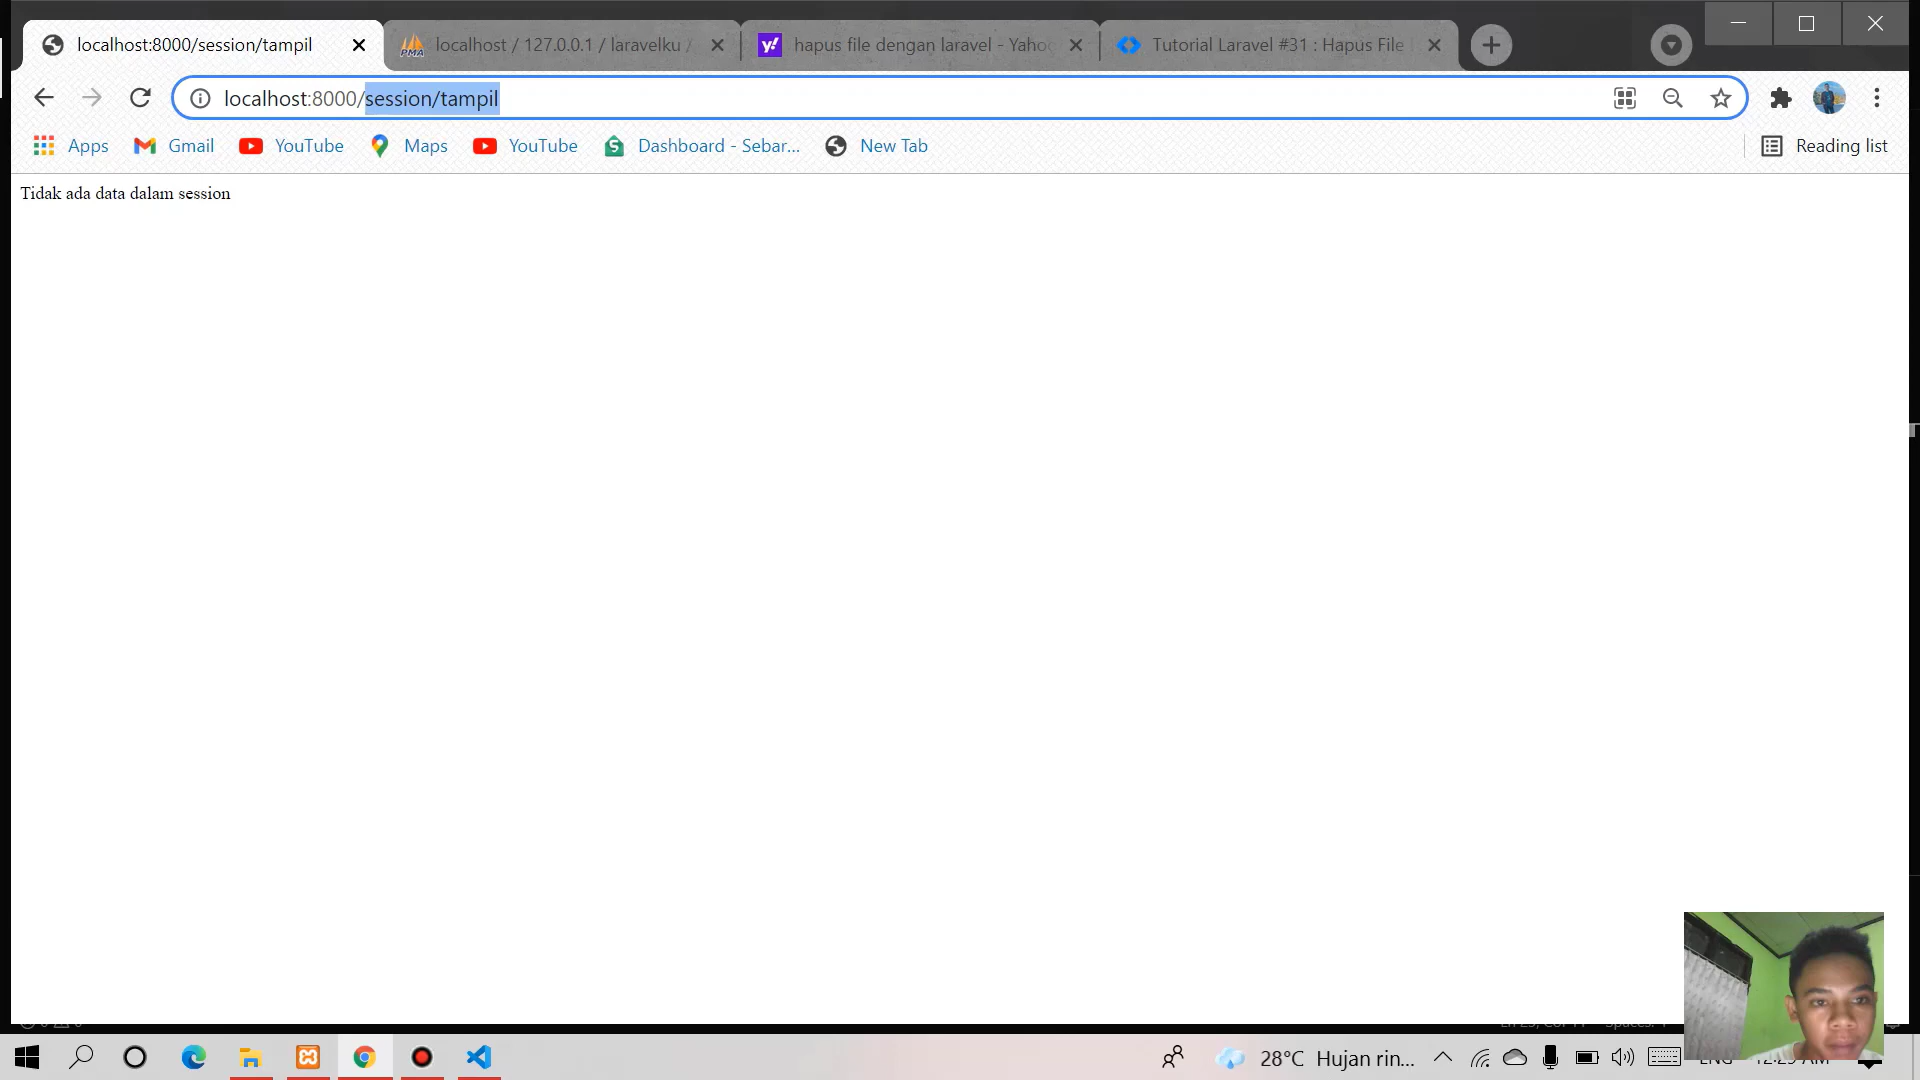 localhost:8000/session/tampil
localhost / 127.0.0.1 / laravelku /
hapus file dengan laravel - Yahoo
Tutorial Laravel #31 : Hapus File
localhost:8000/session/tampil
Apps
Gmail
YouTube
Maps
YouTube
Dashboard - Sebar...
New Tab
Reading list
Tidak ada data dalam session
28°C Hujan rin...